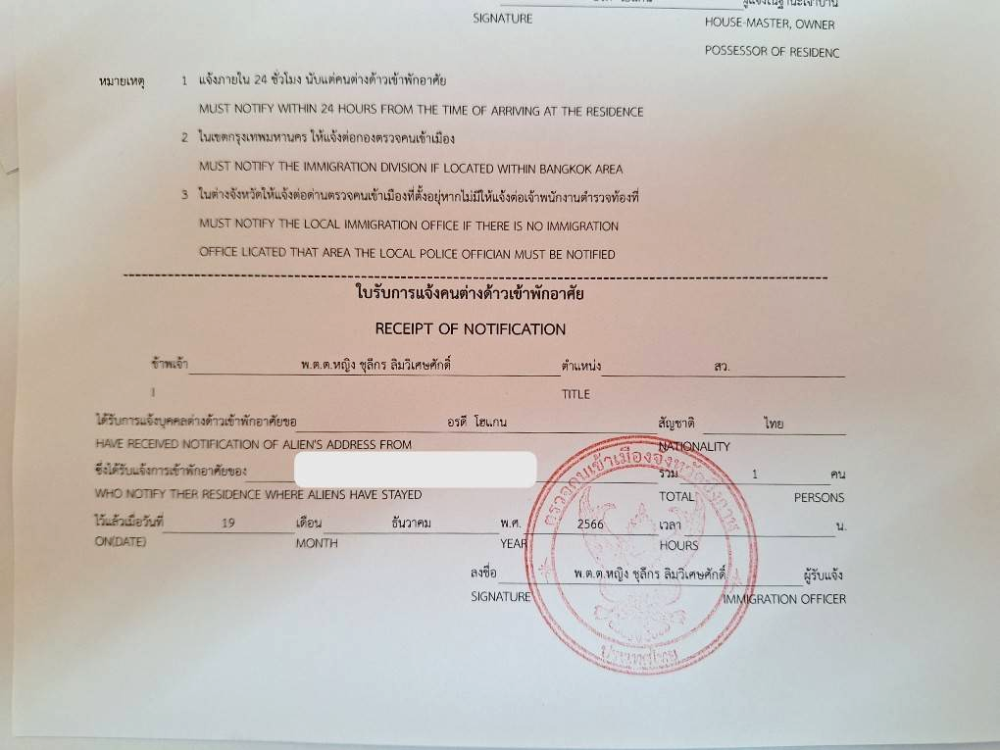 SIGNATURE
HOUSE-MASTER, OWNER
POSSESSOR OF RESIDENC
หมายเหตุ 1 แจ้งภายใน 24 ชั่วโมง นับแต่คนต่างด้าวเข้าพักอาศัย
MUST NOTIFY WITHIN 24 HOURS FROM THE TIME OF ARRIVING AT THE RESIDENCE
2 ในเขตกรุงเทพมหานคร ให้แจ้งต่อกองตรวจคนเข้าเมือง
MUST NOTIFY THE IMMIGRATION DIVISION IF LOCATED WITHIN BANGKOK AREA
3 ในต่างจังหวัดให้แจ้งต่อด่านตรวจคนเข้าเมืองที่ตั้งอยู่หากไม่มีให้แจ้งต่อเจ้าพนักงานตำรวจท้องที่
MUST NOTIFY THE LOCAL IMMIGRATION OFFICE IF THERE IS NO IMMIGRATION
OFFICE LICATED THAT AREA THE LOCAL POLICE OFFICIAN MUST BE NOTIFIED
ใบรับการแจ้งคนต่างด้าวเข้าพักอาศัย
RECEIPT OF NOTIFICATION
ข้าพเจ้า พ.ต.ต.หญิง ชุลีกร ลิมวิเศษศักดิ์ ตำแหน่ง สว.
I TITLE
ได้รับการแจ้งบุคคลต่างด้าวเข้าพักอาศัยขอ อรดี โฮแกน สัญชาติ ไทย
HAVE RECEIVED NOTIFICATION OF ALIEN'S ADDRESS FROM NATIONALITY
ซึ่งได้รับแจ้งการเข้าพักอาศัยของ รวม 1 คน
WHO NOTIFY THER RESIDENCE WHERE ALIENS HAVE STAYED TOTAL PERSONS
ไว้แล้วเมื่อวันที่ 19 เดือน ธันวาคม พ.ศ. 2566 เวลา น.
ON(DATE) MONTH YEAR HOURS
ลงชื่อ พ.ต.ต.หญิง ชุลีกร ลิมวิเศษศักดิ์ ผู้รับแจ้ง
SIGNATURE IMMIGRATION OFFICER
ตรวจคนเข้าเมืองจังหวัดบึงกาฬ
ประเทศไทย